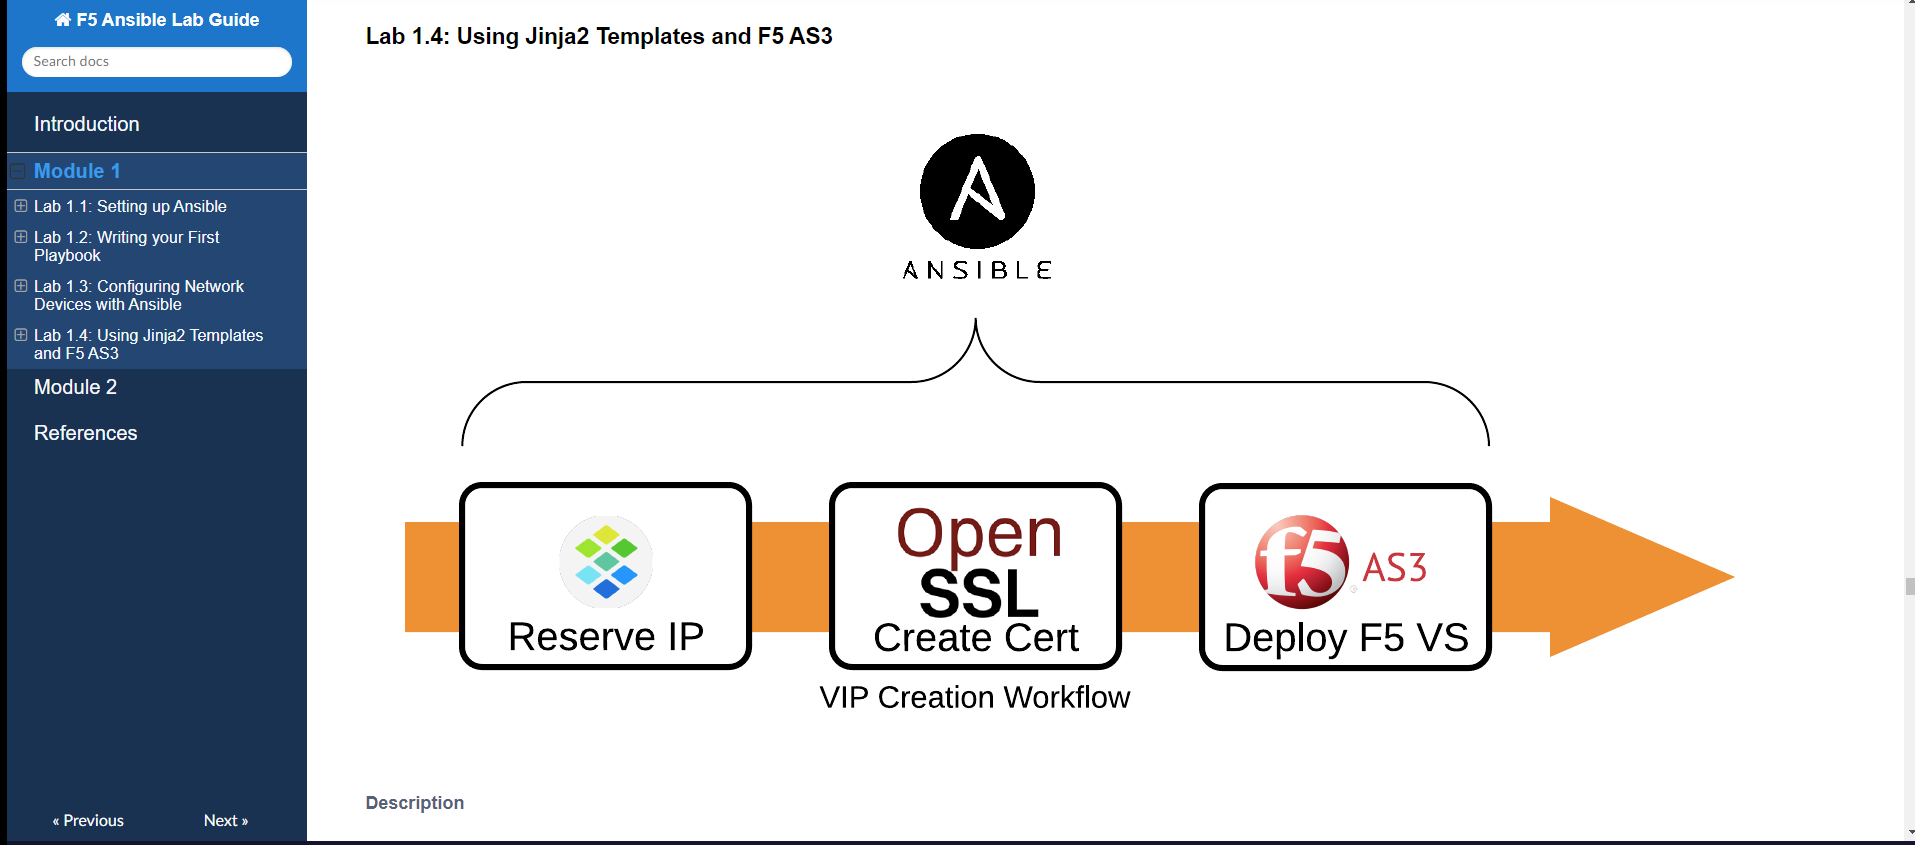 F5 Ansible Lab Guide
Search docs
Introduction
Module 1
Lab 1.1: Setting up Ansible
Lab 1.2: Writing your First
Playbook
Lab 1.3: Configuring Network
Devices with Ansible
Lab 1.4: Using Jinja2 Templates
and F5 AS3
Module 2
References
« Previous
Next »
Lab 1.4: Using Jinja2 Templates and F5 AS3
A
ANSIBLE
Reserve IP
Open
SSL
Create Cert
f5 ® AS3
Deploy F5 VS
VIP Creation Workflow
Description